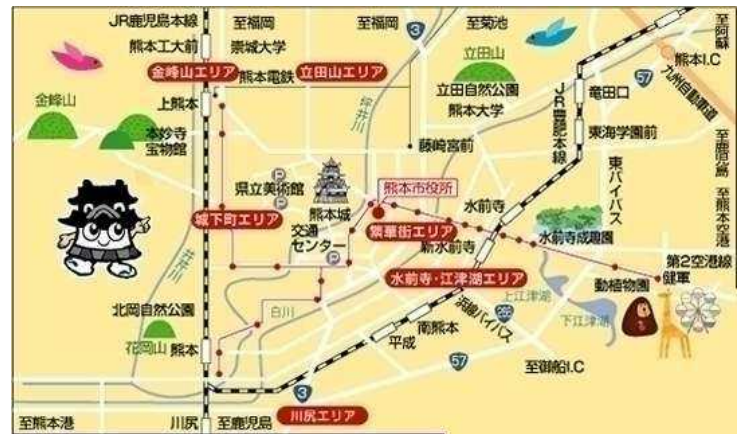 JR鹿児島本線
至福岡
至福岡
至菊池
至阿蘇
熊本工大前
崇城大学
3
立田山
熊本I.C
金峰山エリア
熊本電鉄
立田山エリア
57
九州自動車道
金峰山
上熊本
坪井川
立田自然公園
熊本大学
JR豊肥本線
竜田口
本妙寺
宝物館
藤崎宮前
東海学園前
至鹿児島
県立美術館
P
P
熊本市役所
水前寺
東バイパス
至熊本空港
城下町エリア
熊本城
繁華街エリア
水前寺成趣園
交通
センター
P
新水前寺
第2空港線
健軍
井芹川
水前寺・江津湖エリア
動植物園
白川
上江津湖
北岡自然公園
浜線バイパス
下江津湖
花岡山
熊本
南熊本
平成
57
至御船I.C
3
川尻エリア
至熊本港
川尻
至鹿児島